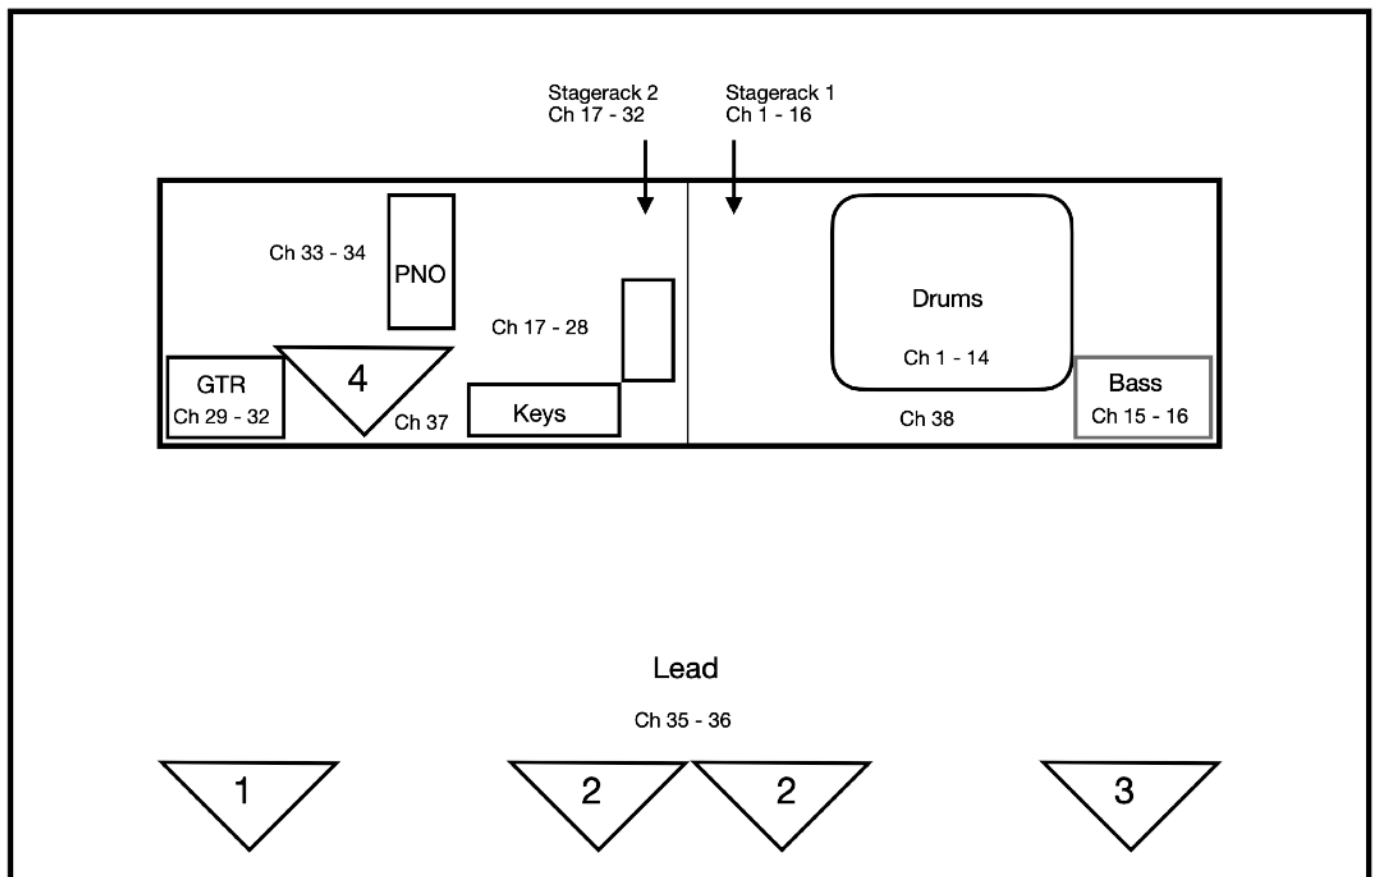 Stagerack 2
Ch 17 - 32
Stagerack 1
Ch 1 - 16
Ch 33 - 34
PNO
Ch 17 - 28
Drums
Ch 1 - 14
GTR
Ch 29 - 32
4
Ch 37
Keys
Ch 38
Bass
Ch 15 - 16
Lead
Ch 35 - 36
1
2
2
3